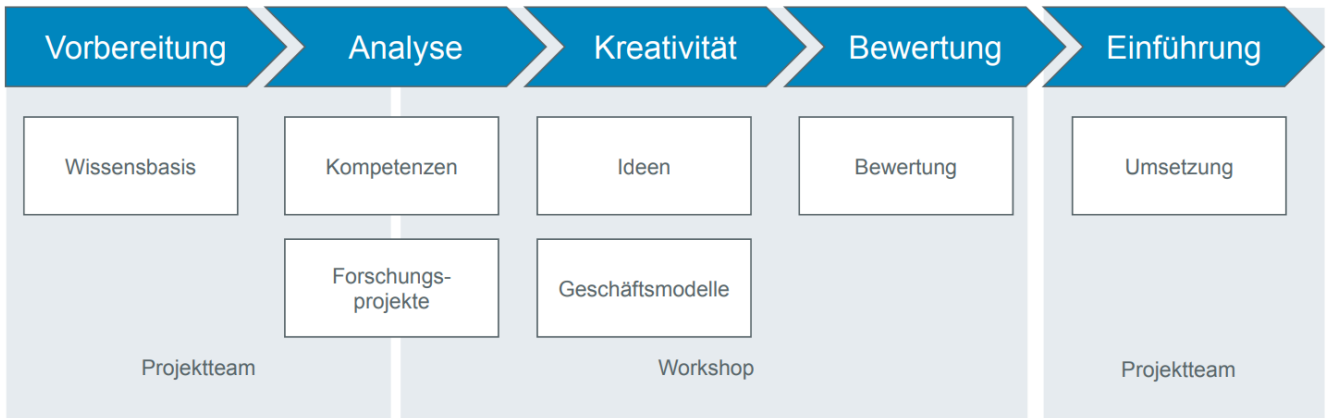 Vorbereitung
Analyse
Kreativität
Bewertung
Einführung
Wissensbasis
Kompetenzen
Ideen
Bewertung
Umsetzung
Forschungs-
projekte
Geschäftsmodelle
Projektteam
Workshop
Projektteam